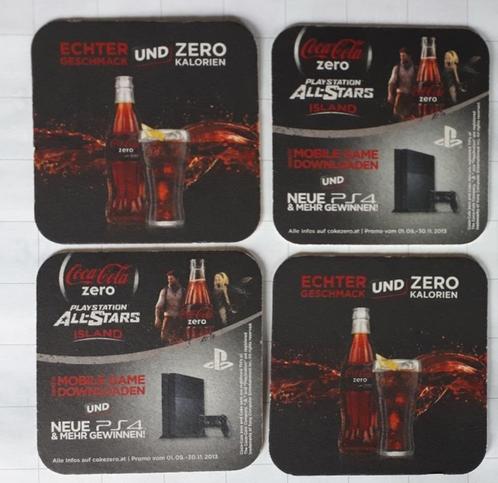 ECHTER UND ZERO
GESCHMACK KALORIEN
zero
Coca-Cola
zero
PLAYSTATION
ALL-STARS
ISLAND
zero
MOBILE GAME
DOWNLOADEN
UND
NEUE PS4
& MEHR GEWINNEN!
Alle Infos auf cokezero.at | Promo vom 01.09.-30.11.2013
Coca-Cola
zero
PLAYSTATION
ALL-STARS
ISLAND
zero
MOBILE GAME
DOWNLOADEN
UND
NEUE PS4
& MEHR GEWINNEN!
Alle Infos auf cokezero.at | Promo vom 01.09.-30.11.2013
ECHTER UND ZERO
GESCHMACK KALORIEN
zero